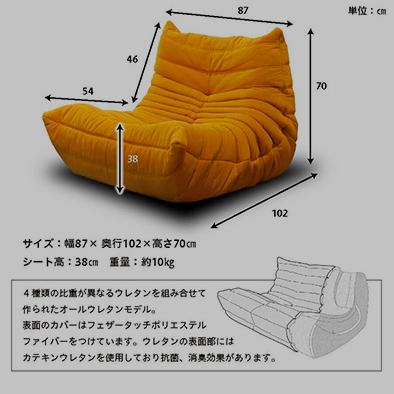 単位：㎝
87
46
54
70
38
102
サイズ：幅87× 奥行102×高さ70㎝
シート高：38㎝　重量：約10㎏
４種類の比重が異なるウレタンを組み合せて
作られたオールウレタンモデル。
表面のカバーはフェザータッチポリエステル
ファイバーをつけています。ウレタンの表面部には
カテキンウレタンを使用しており抗菌、消臭効果があります。